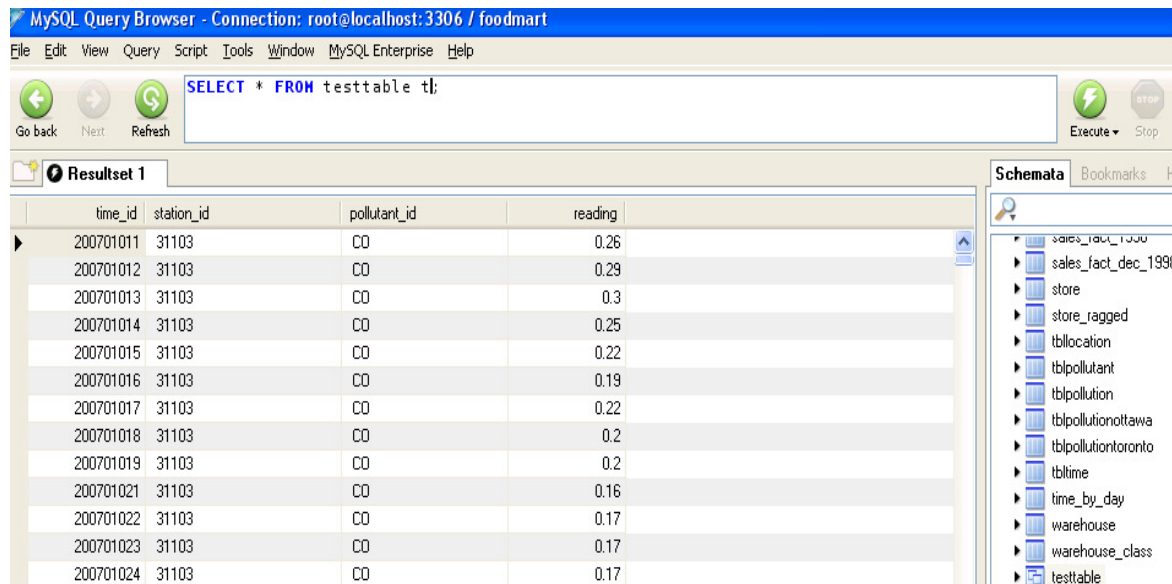 MySQL Query Browser - Connection: root@localhost:3306 / foodmart
File Edit View Query Script Tools Window MySQL Enterprise Help
SELECT * FROM testtable t;
Go back Next Refresh
Execute STOP Stop
Resultset 1
Schemata Bookmarks H
time_id station_id pollutant_id reading
200701011 31103 CO 0.26
200701012 31103 CO 0.29
200701013 31103 CO 0.3
200701014 31103 CO 0.25
200701015 31103 CO 0.22
200701016 31103 CO 0.19
200701017 31103 CO 0.22
200701018 31103 CO 0.2
200701019 31103 CO 0.2
200701021 31103 CO 0.16
200701022 31103 CO 0.17
200701023 31103 CO 0.17
200701024 31103 CO 0.17
sales_fact_dec_1998
store
store_ragged
tbllocation
tblpollutant
tblpollution
tblpollutionottawa
tblpollutiontoronto
tbltime
time_by_day
warehouse
warehouse_class
testtable